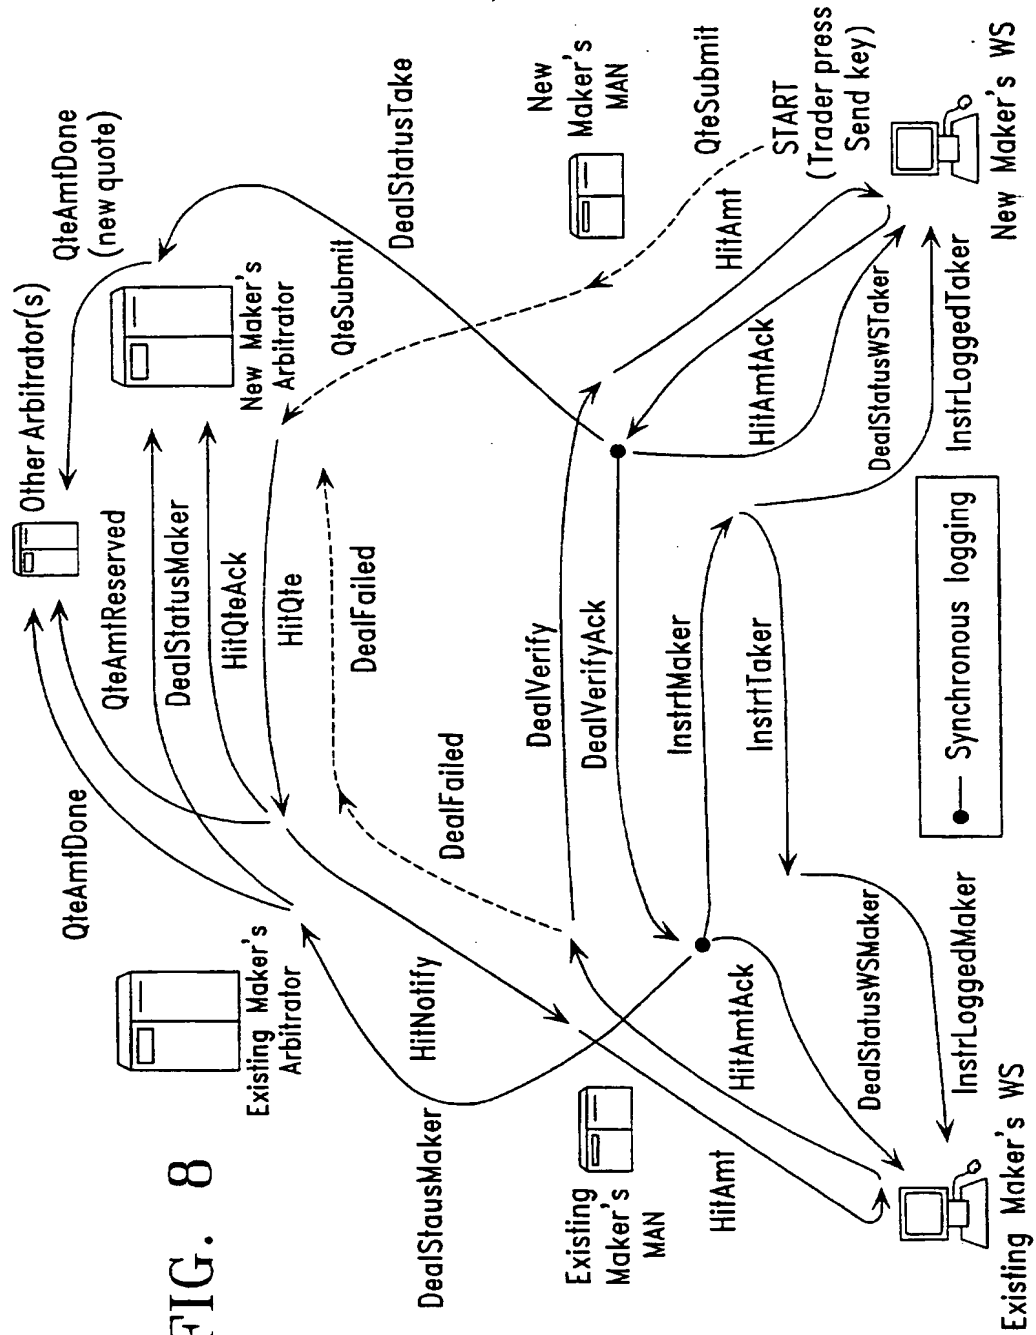 FIG. 8
Existing Maker's
Arbitrator
QteAmtDone
Other Arbitrator(s)
QteAmtDone
(new quote)
New Maker's
Arbitrator
QteAmtReserved
DealStatusMaker
HitQteAck
HitQte
QteSubmit
DealStatusTake
DealFailed
DealFailed
HitNotify
DealStausMaker
Existing
Maker's
MAN
New
Maker's
MAN
QteSubmit
START
(Trader press
Send key)
DealVerify
DealVerifyAck
HitAmt
HitAmtAck
InstrtMaker
InstrtTaker
HitAmt
HitAmtAck
DealStatusWSMaker
InstrLoggedMaker
DealStatusWSTaker
InstrLoggedTaker
Synchronous logging
Existing Maker's WS
New Maker's WS